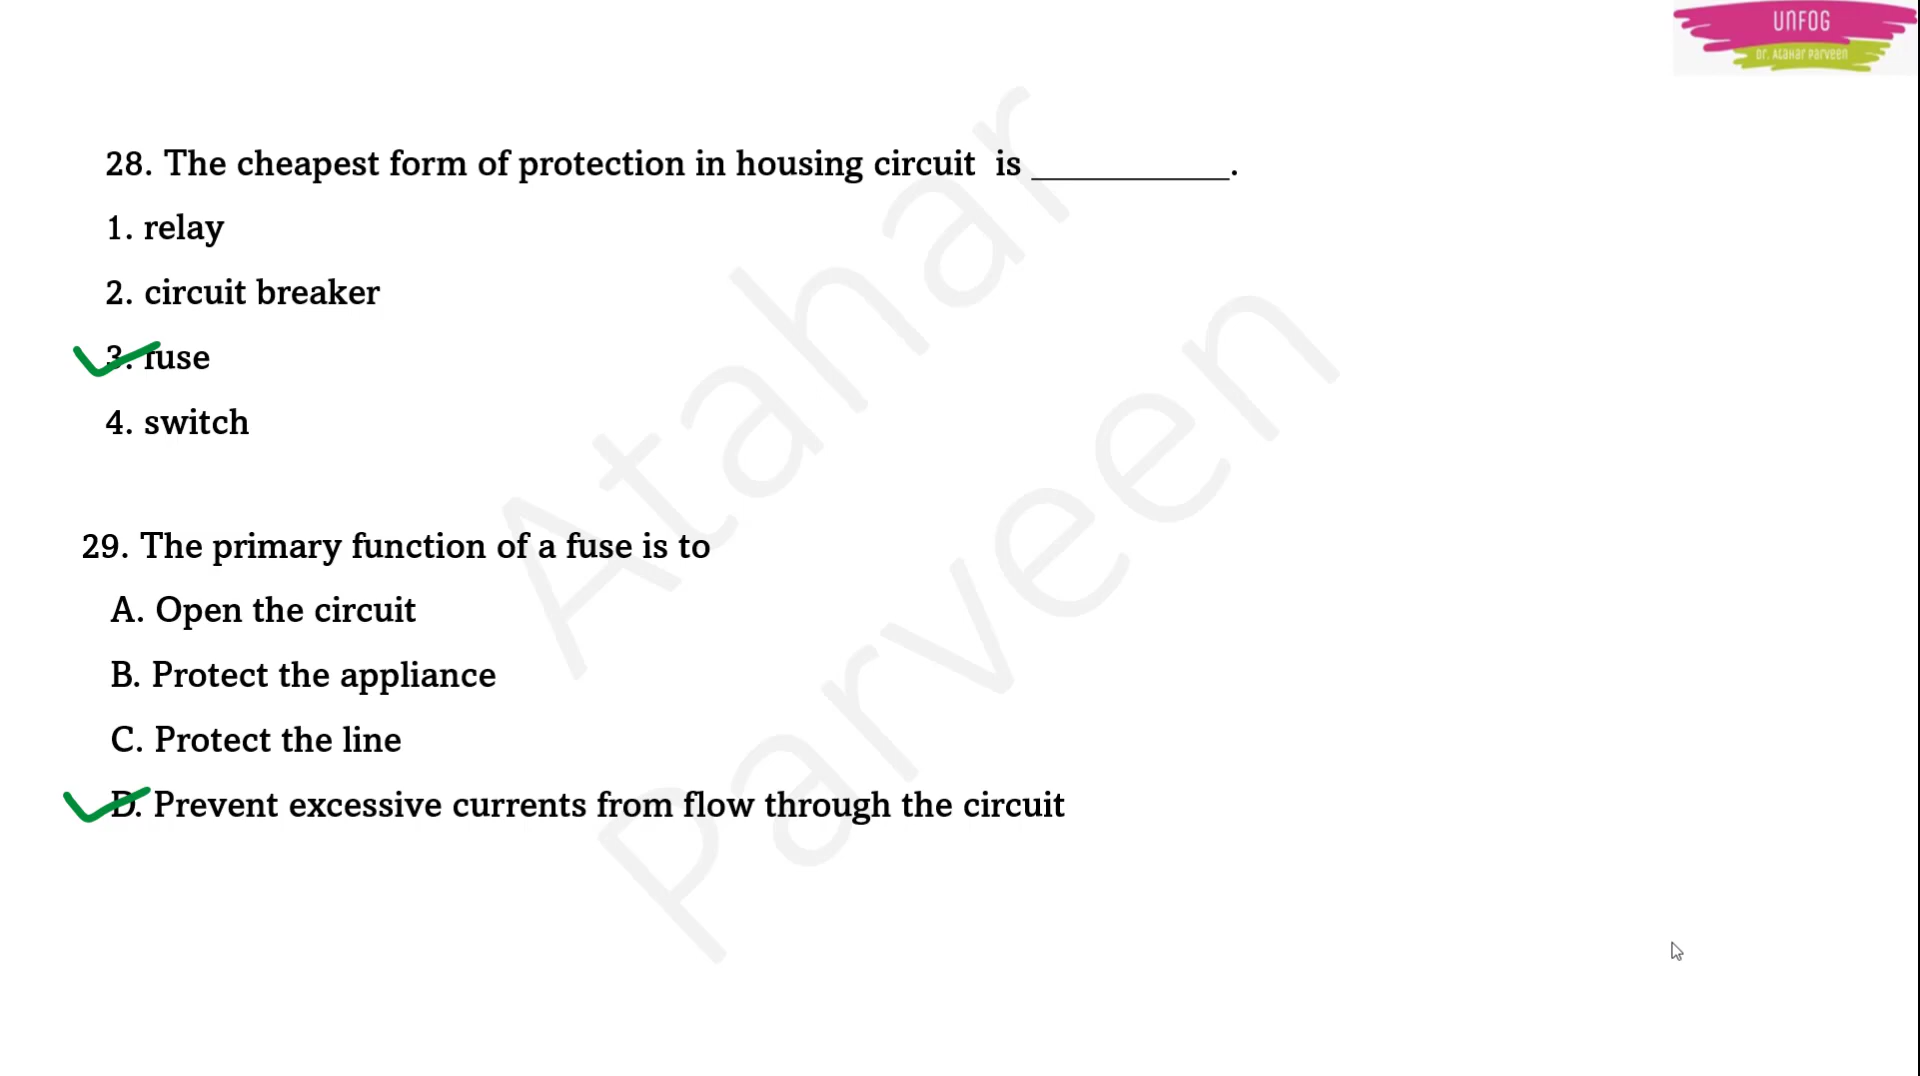 UNFOG
Dr. Atahar Parveen
28. The cheapest form of protection in housing circuit is ___________.
1. relay
2. circuit breaker
3. fuse
4. switch
29. The primary function of a fuse is to
A. Open the circuit
B. Protect the appliance
C. Protect the line
D. Prevent excessive currents from flow through the circuit
Atahar
Parveen